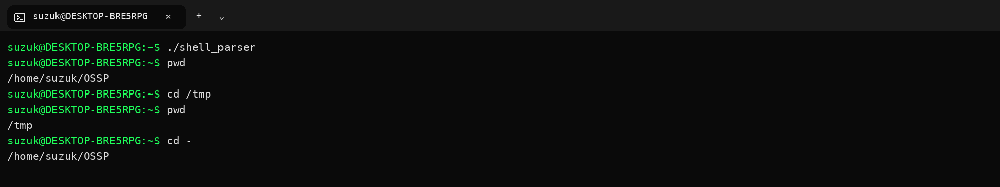 suzuk@DESKTOP-BRE5RPG × + ⌄
suzuk@DESKTOP-BRE5RPG:~$ ./shell_parser
suzuk@DESKTOP-BRE5RPG:~$ pwd
/home/suzuk/OSSP
suzuk@DESKTOP-BRE5RPG:~$ cd /tmp
suzuk@DESKTOP-BRE5RPG:~$ pwd
/tmp
suzuk@DESKTOP-BRE5RPG:~$ cd -
/home/suzuk/OSSP